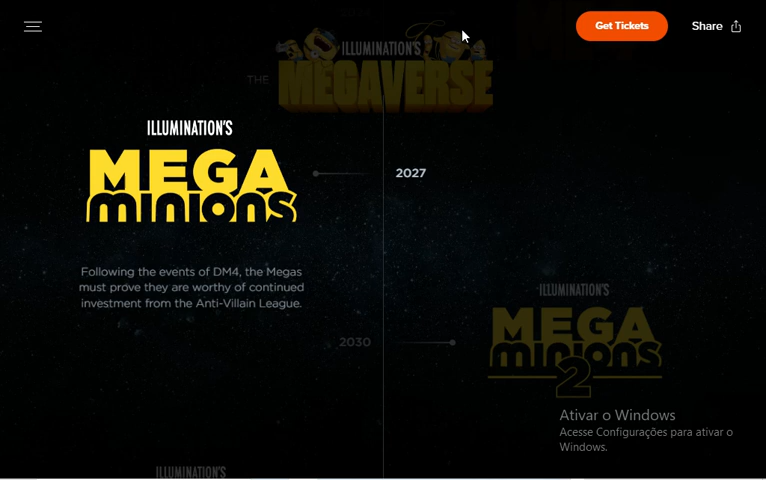 Get Tickets
Share
ILLUMINATION'S
THE
MEGAVERSE
ILLUMINATION'S
MEGA
minions
2027
Following the events of DM4, the Megas
must prove they are worthy of continued
investment from the Anti-Villain League.
ILLUMINATION'S
MEGA
minions
2
2030
Ativar o Windows
Acesse Configurações para ativar o
Windows.
ILLUMINATION'S